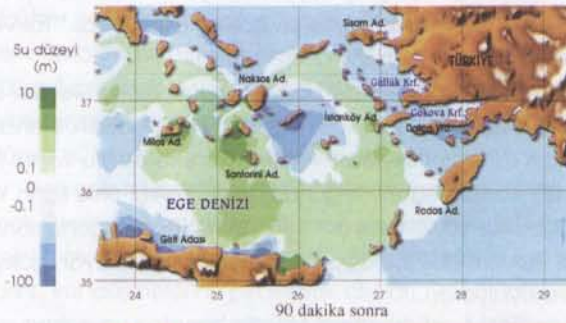 Su düzeyi
(m)
10
0.1
0
-0.1
-100
37
36
35
24
25
26
27
28
29
Sisam Ad.
TÜRKİYE
Naksos Ad.
Güllük Krf.
İstanköy Ad.
Gökova Krf.
Milos Ad.
Santorini Ad.
EGE DENİZİ
Rodos Ad.
Girit Adası
90 dakika sonra